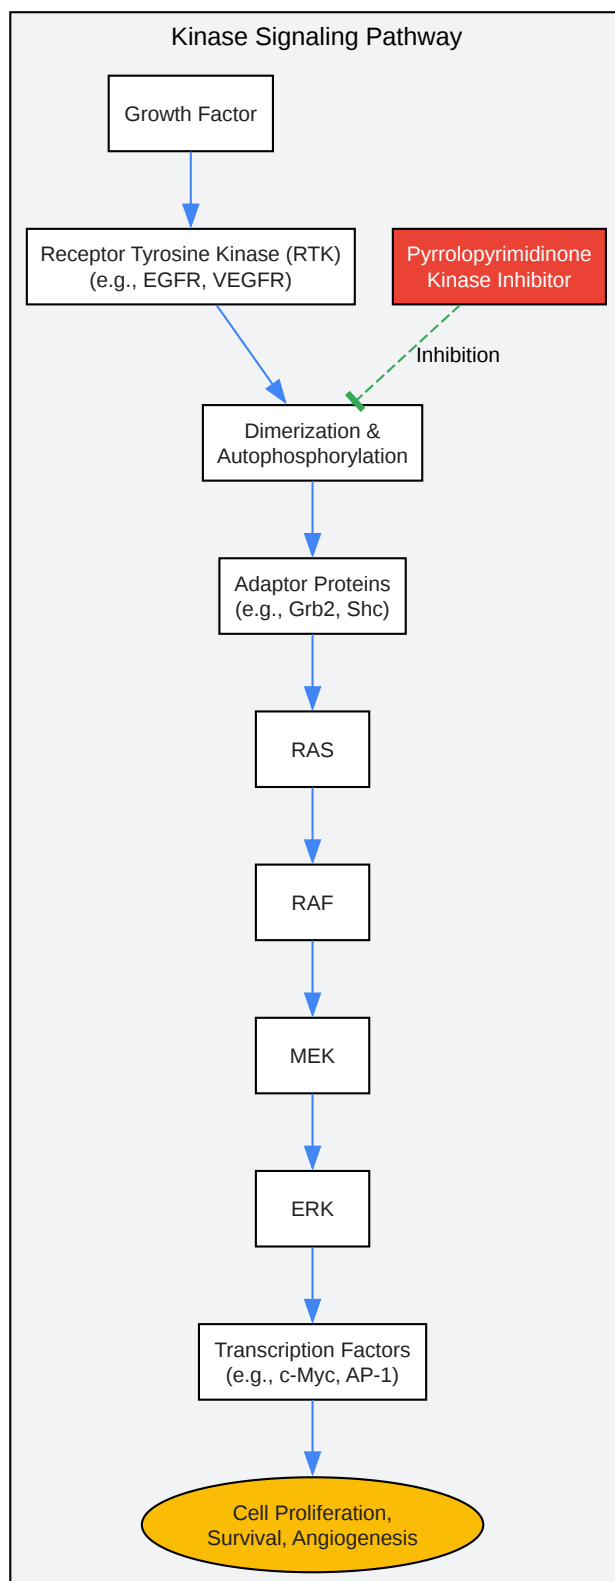 Kinase Signaling Pathway
Growth Factor
Receptor Tyrosine Kinase (RTK)
(e.g., EGFR, VEGFR)
Pyrrolopyrimidinone
Kinase Inhibitor
Inhibition
Dimerization &
Autophosphorylation
Adaptor Proteins
(e.g., Grb2, Shc)
RAS
RAF
MEK
ERK
Transcription Factors
(e.g., c-Myc, AP-1)
Cell Proliferation,
Survival, Angiogenesis